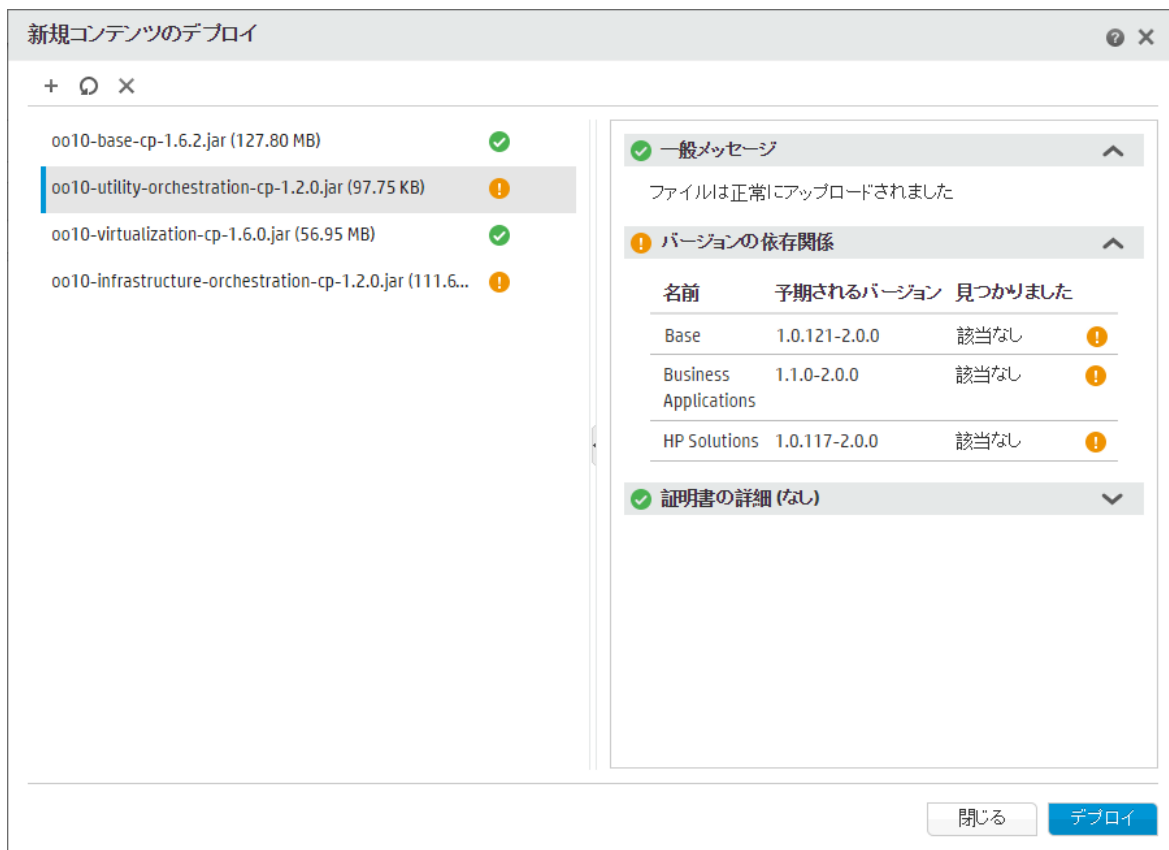 新規コンテンツのデプロイ
oo10-base-cp-1.6.2.jar (127.80 MB)
oo10-utility-orchestration-cp-1.2.0.jar (97.75 KB)
oo10-virtualization-cp-1.6.0.jar (56.95 MB)
oo10-infrastructure-orchestration-cp-1.2.0.jar (111.6...
一般メッセージ
ファイルは正常にアップロードされました
バージョンの依存関係
名前 予期されるバージョン 見つかりました
Base 1.0.121-2.0.0 該当なし
Business 1.1.0-2.0.0 該当なし
Applications
HP Solutions 1.0.117-2.0.0 該当なし
証明書の詳細 (なし)
閉じる デプロイ